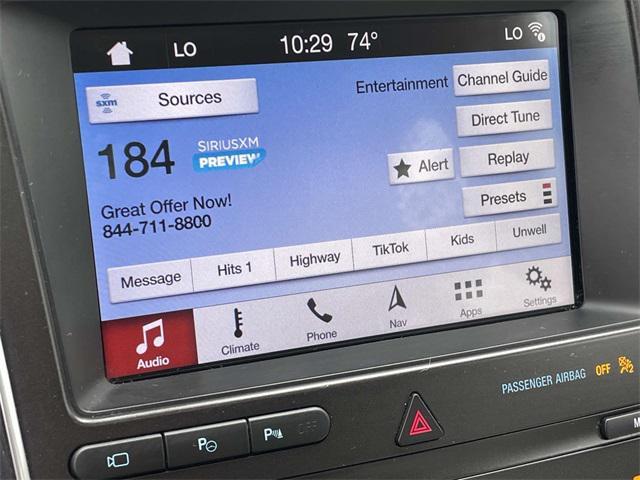 LO 10:29 74° LO
sxm Sources
Entertainment Channel Guide
Direct Tune
184 SIRIUSXM
PREVIEW
Replay
Alert
Presets
Great Offer Now!
844-711-8800
Message Hits 1 Highway TikTok Kids Unwell
Audio Climate Phone Nav Apps Settings
PASSENGER AIRBAG OFF
P P OFF
M